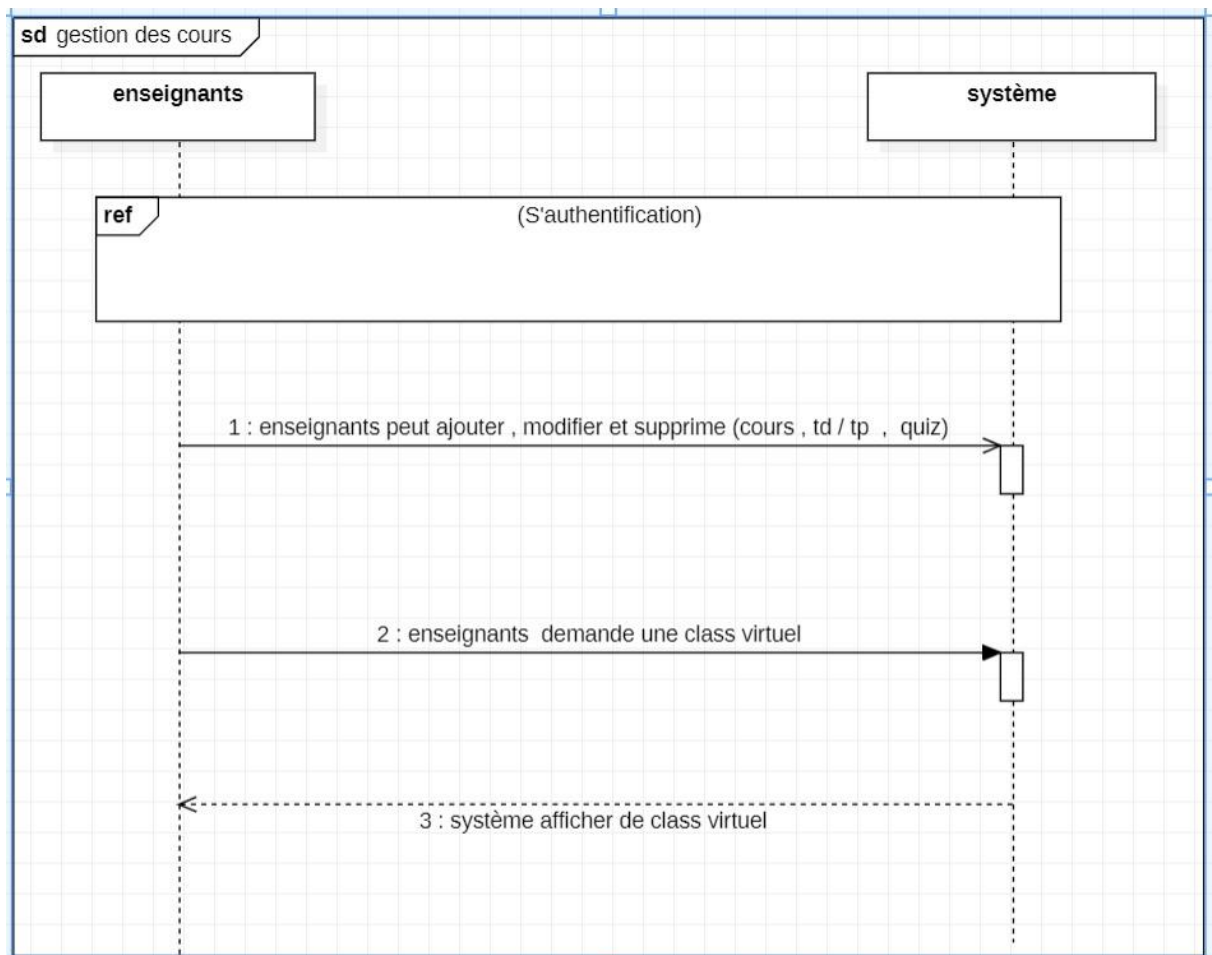 sd gestion des cours
enseignants
système
ref
(S'authentification)
1 : enseignants peut ajouter , modifier et supprime (cours , td / tp , quiz)
2 : enseignants demande une class virtuel
3 : système afficher de class virtuel